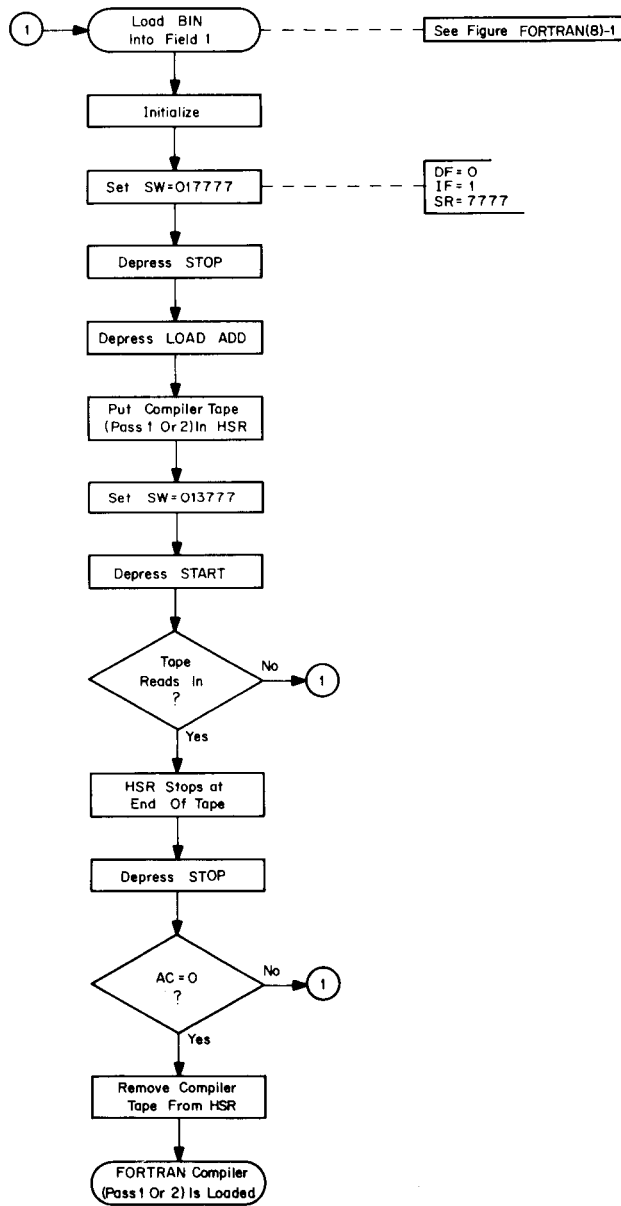 1
Load BIN
Into Field 1
See Figure FORTRAN(8)-1
Initialize
Set SW=017777
DF = 0
IF = 1
SR = 7777
Depress STOP
Depress LOAD ADD
Put Compiler Tape
(Pass 1 Or 2) In HSR
Set SW=013777
Depress START
Tape
Reads In
?
No
1
Yes
HSR Stops at
End Of Tape
Depress STOP
AC = 0
?
No
1
Yes
Remove Compiler
Tape From HSR
FORTRAN Compiler
(Pass 1 Or 2) Is Loaded